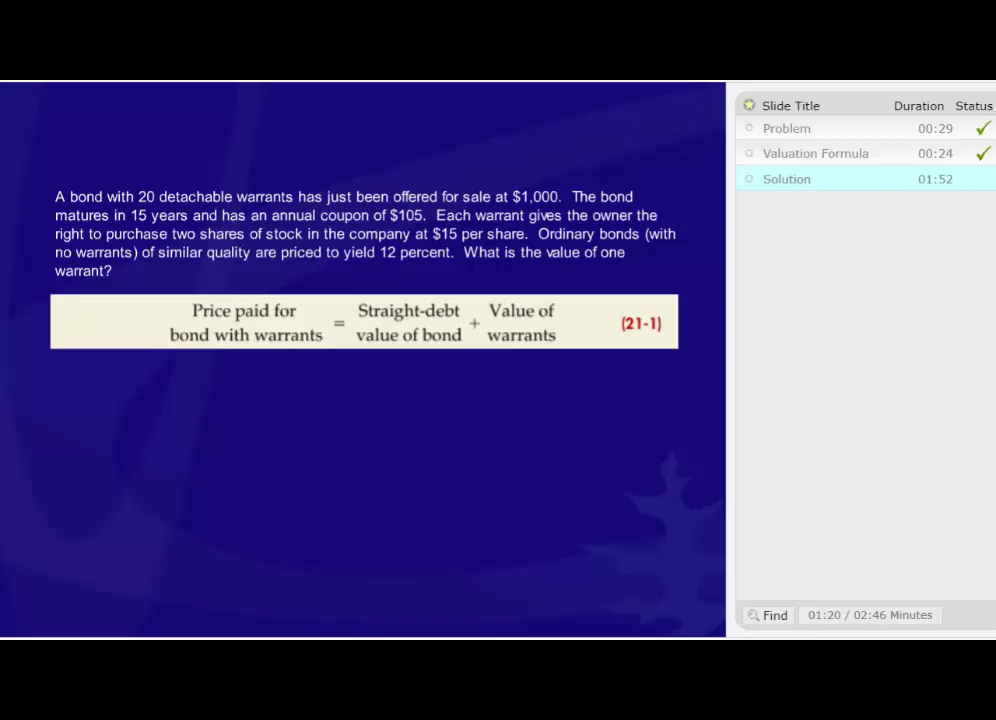 A bond with 20 detachable warrants has just been offered for sale at $1,000. The bond
matures in 15 years and has an annual coupon of $105. Each warrant gives the owner the
right to purchase two shares of stock in the company at $15 per share. Ordinary bonds (with
no warrants) of similar quality are priced to yield 12 percent. What is the value of one
warrant?
Price paid for
bond with warrants
=
Straight-debt
value of bond
+
Value of
warrants
(21-1)
Slide Title Duration Status
Problem 00:29
Valuation Formula 00:24
Solution 01:52
Find 01:20 / 02:46 Minutes